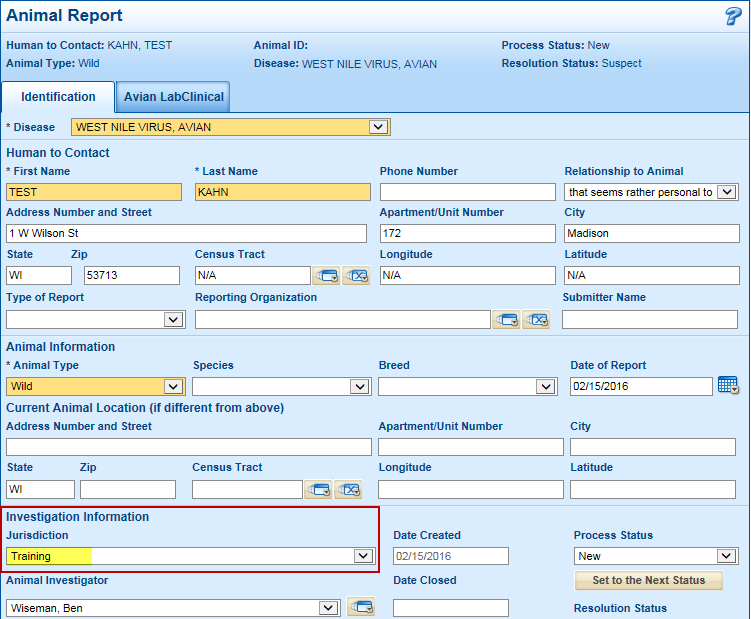 Animal Report
?
Human to Contact: KAHN, TEST Animal ID: Process Status: New
Animal Type: Wild Disease: WEST NILE VIRUS, AVIAN Resolution Status: Suspect
Identification Avian LabClinical
* Disease WEST NILE VIRUS, AVIAN
Human to Contact
* First Name * Last Name Phone Number Relationship to Animal
TEST KAHN that seems rather personal to
Address Number and Street Apartment/Unit Number City
1 W Wilson St 172 Madison
State Zip Census Tract Longitude Latitude
WI 53713 N/A N/A N/A
Type of Report Reporting Organization Submitter Name
Animal Information
* Animal Type Species Breed Date of Report
Wild 02/15/2016
Current Animal Location (if different from above)
Address Number and Street Apartment/Unit Number City
State Zip Census Tract Longitude Latitude
WI
Investigation Information
Jurisdiction Date Created Process Status
Training 02/15/2016 New
Animal Investigator Date Closed Set to the Next Status
Wiseman, Ben Resolution Status